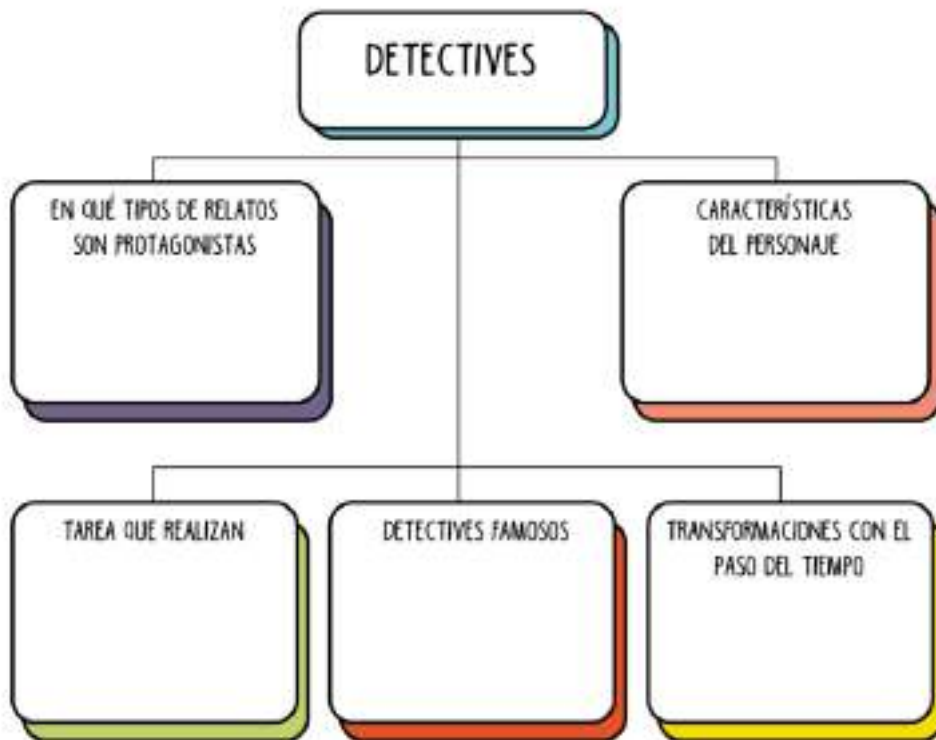 DETECTIVES
EN QUÉ TIPOS DE RELATOS
SON PROTAGONISTAS
CARACTERÍSTICAS
DEL PERSONAJE
TAREA QUE REALIZAN
DETECTIVES FAMOSOS
TRANSFORMACIONES CON EL
PASO DEL TIEMPO